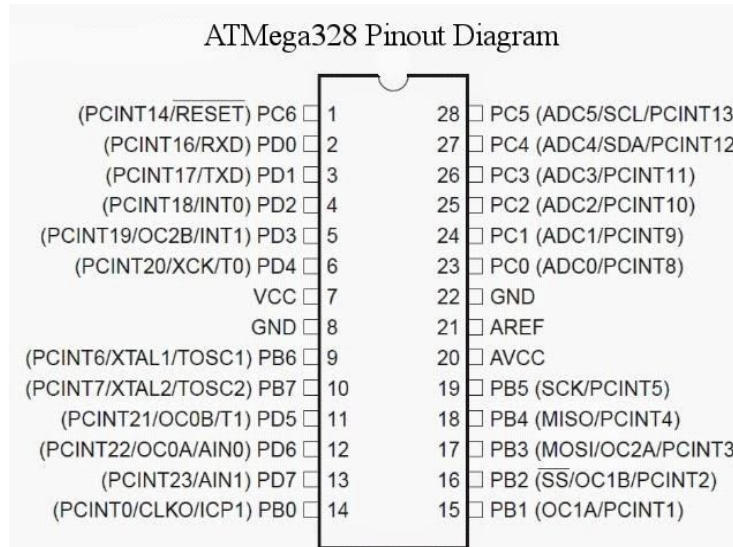 ATMega328 Pinout Diagram
(PCINT14/RESET) PC6 1 28 PC5 (ADC5/SCL/PCINT13
(PCINT16/RXD) PD0 2 27 PC4 (ADC4/SDA/PCINT12
(PCINT17/TXD) PD1 3 26 PC3 (ADC3/PCINT11)
(PCINT18/INT0) PD2 4 25 PC2 (ADC2/PCINT10)
(PCINT19/OC2B/INT1) PD3 5 24 PC1 (ADC1/PCINT9)
(PCINT20/XCK/T0) PD4 6 23 PC0 (ADC0/PCINT8)
VCC 7 22 GND
GND 8 21 AREF
(PCINT6/XTAL1/TOSC1) PB6 9 20 AVCC
(PCINT7/XTAL2/TOSC2) PB7 10 19 PB5 (SCK/PCINT5)
(PCINT21/OC0B/T1) PD5 11 18 PB4 (MISO/PCINT4)
(PCINT22/OC0A/AIN0) PD6 12 17 PB3 (MOSI/OC2A/PCINT3
(PCINT23/AIN1) PD7 13 16 PB2 (SS/OC1B/PCINT2)
(PCINT0/CLKO/ICP1) PB0 14 15 PB1 (OC1A/PCINT1)